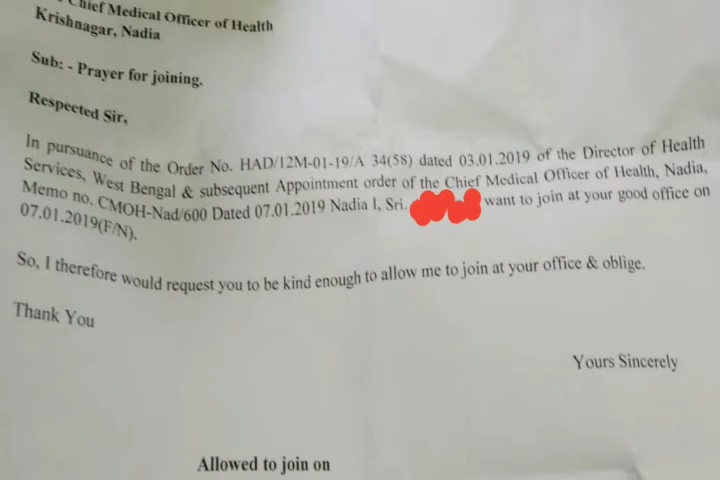 Chief Medical Officer of Health
Krishnagar, Nadia
Sub: - Prayer for joining.
Respected Sir,
In pursuance of the Order No. HAD/12M-01-19/A 34(58) dated 03.01.2019 of the Director of Health
Services, West Bengal & subsequent Appointment order of the Chief Medical Officer of Health, Nadia,
Memo no. CMOH-Nad/600 Dated 07.01.2019 Nadia I, Sri. want to join at your good office on
07.01.2019(F/N).
So, I therefore would request you to be kind enough to allow me to join at your office & oblige.
Thank You
Yours Sincerely
Allowed to join on